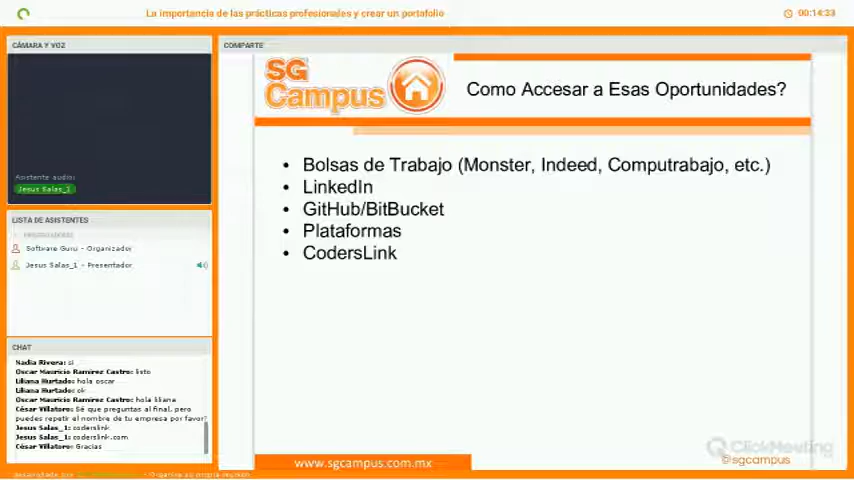 La importancia de las prácticas profesionales y crear un portafolio
00:14:33
CÁMARA Y VOZ
Asistente audio:
Jesus Salas_1
LISTA DE ASISTENTES
PRESENTADORES
Software Guru - Organizador
Jesus Salas_1 - Presentador
CHAT
Nadia Rivera: si
Oscar Mauricio Ramirez Castro: listo
Liliana Hurtado: hola oscar
Liliana Hurtado: ok
Oscar Mauricio Ramirez Castro: hola liliana
César Villatoro: Sé que preguntas al final, pero
puedes repetir el nombre de tu empresa por favor?
Jesus Salas_1: coderslink
Jesus Salas_1: coderslink.com
César Villatoro: Gracias
COMPARTE
SG
Campus
Como Accesar a Esas Oportunidades?
• Bolsas de Trabajo (Monster, Indeed, Computrabajo, etc.)
• LinkedIn
• GitHub/BitBucket
• Plataformas
• CodersLink
www.sgcampus.com.mx
ClickMeeting
@sgcampus